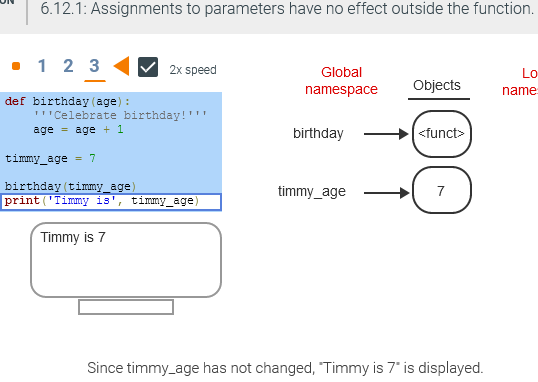 ON
6.12.1: Assignments to parameters have no effect outside the function.
1 2 3 2x speed
Global
namespace
Objects
Lo
names
def birthday(age):
'''Celebrate birthday!'''
age = age + 1
timmy_age = 7
birthday(timmy_age)
print('Timmy is', timmy_age)
birthday
<func>
timmy_age
7
Timmy is 7
Since timmy_age has not changed, "Timmy is 7" is displayed.